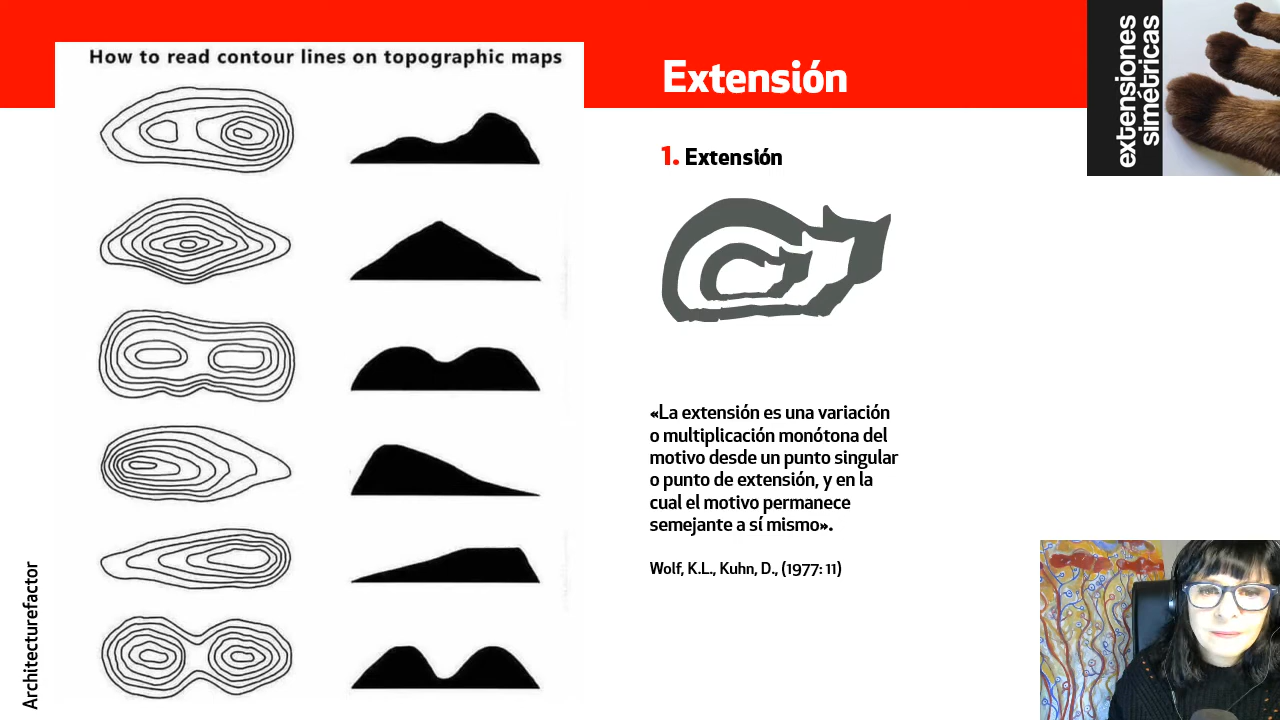 How to read contour lines on topographic maps
Architecturefactor
Extensión
1. Extensión
«La extensión es una variación
o multiplicación monótona del
motivo desde un punto singular
o punto de extensión, y en la
cual el motivo permanece
semejante a sí mismo».
Wolf, K.L., Kuhn, D., (1977: 11)
extensiones
simétricas